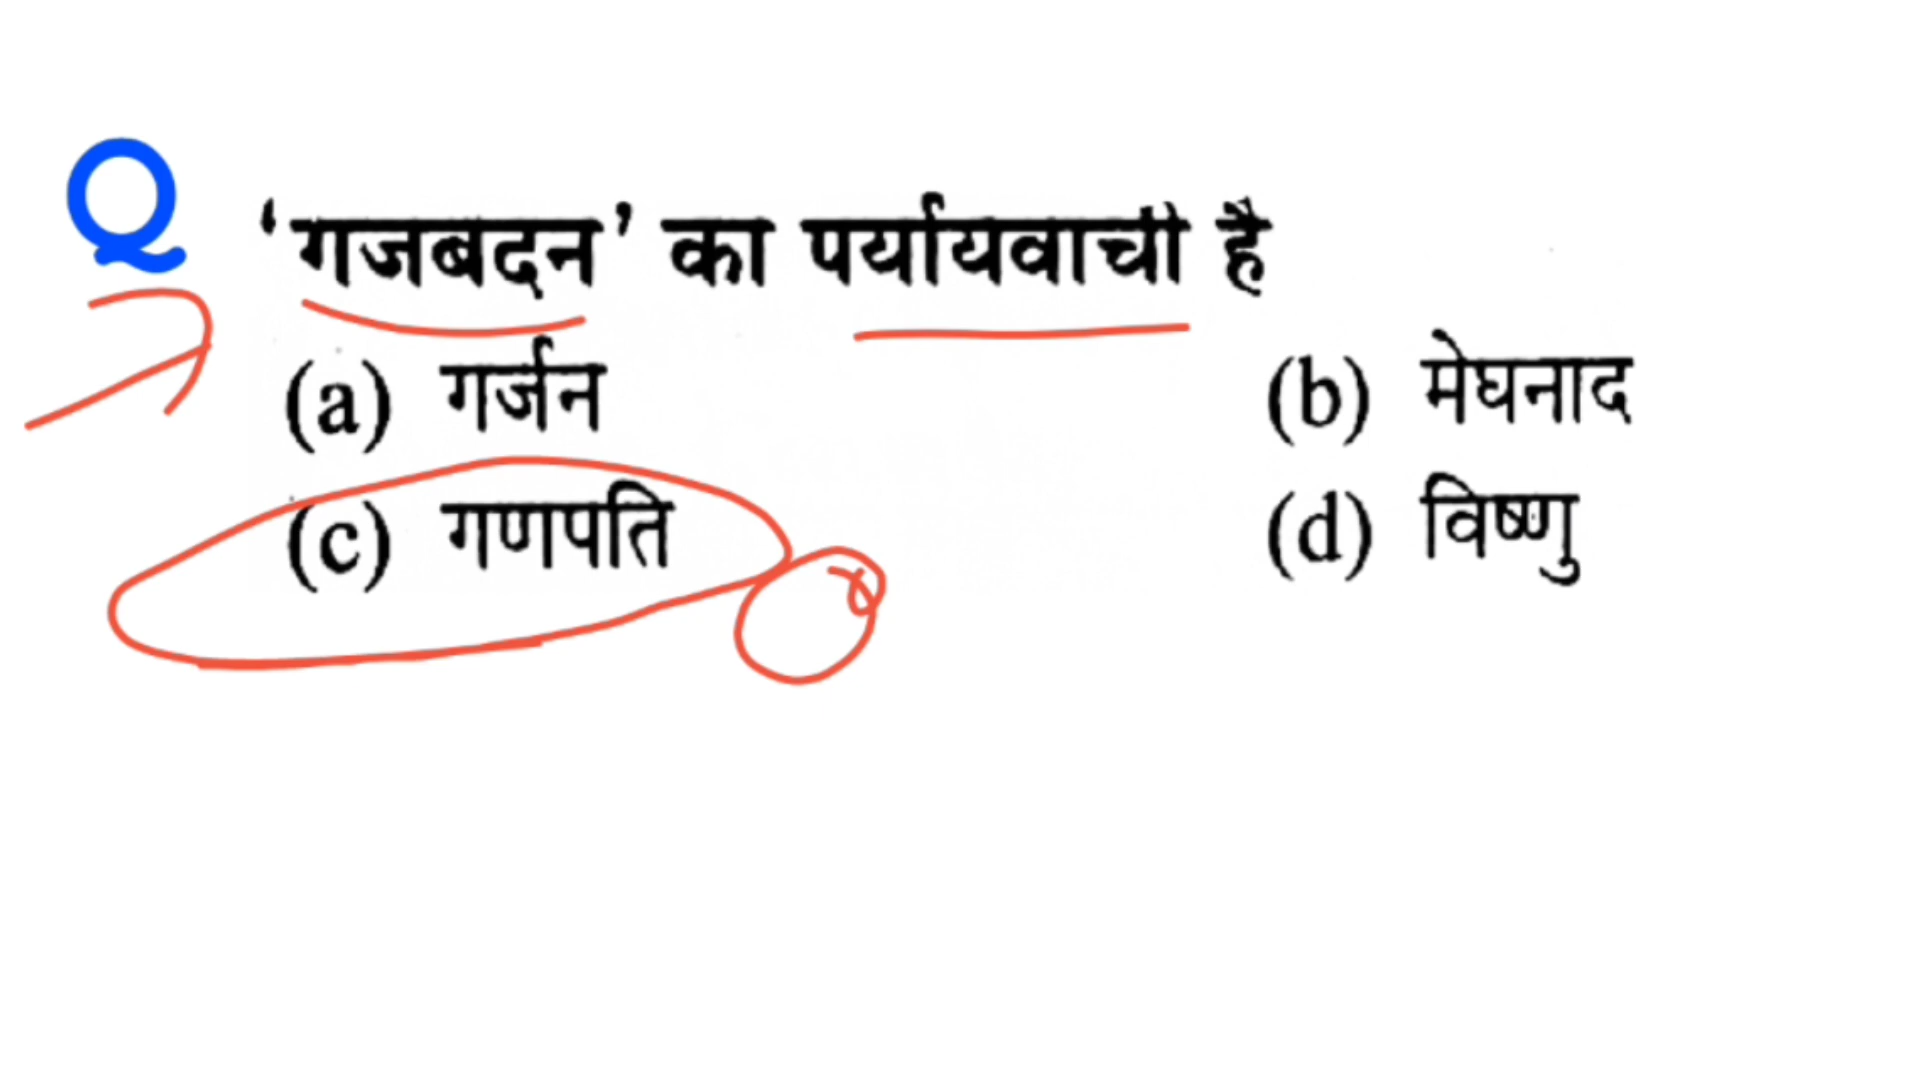 Q
‘गजबदन’ का पर्यायवाची है
(a) गर्जन (b) मेघनाद
(c) गणपति (d) विष्णु